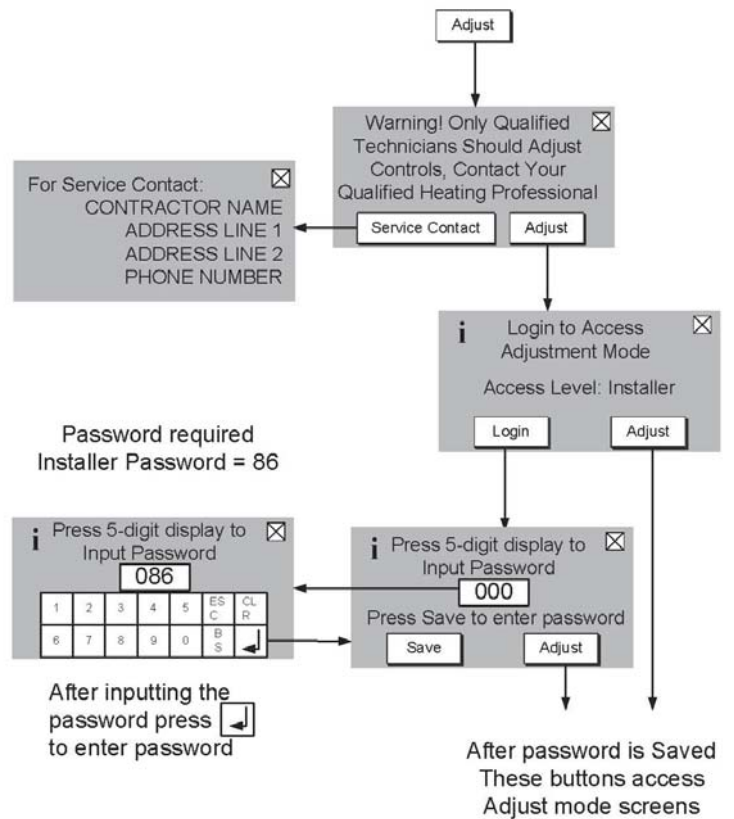 Adjust
Warning! Only Qualified
Technicians Should Adjust
Controls, Contact Your
Qualified Heating Professional
Service Contact
Adjust
For Service Contact:
CONTRACTOR NAME
ADDRESS LINE 1
ADDRESS LINE 2
PHONE NUMBER
i
Login to Access
Adjustment Mode
Access Level: Installer
Login
Adjust
Password required
Installer Password = 86
i
Press 5-digit display to
Input Password
086
1 2 3 4 5 ESC CLR
6 7 8 9 0 BS
i
Press 5-digit display to
Input Password
000
Press Save to enter password
Save
Adjust
After inputting the
password press
to enter password
After password is Saved
These buttons access
Adjust mode screens